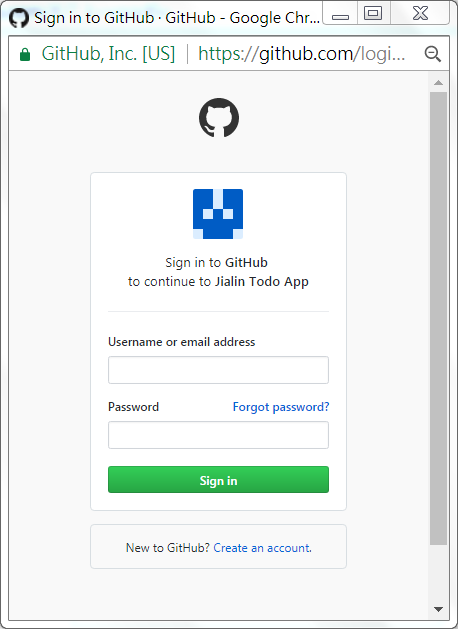 Sign in to GitHub · GitHub - Google Chr...
GitHub, Inc. [US] https://github.com/logi...
Sign in to GitHub
to continue to Jialin Todo App
Username or email address
Password Forgot password?
Sign in
New to GitHub? Create an account.